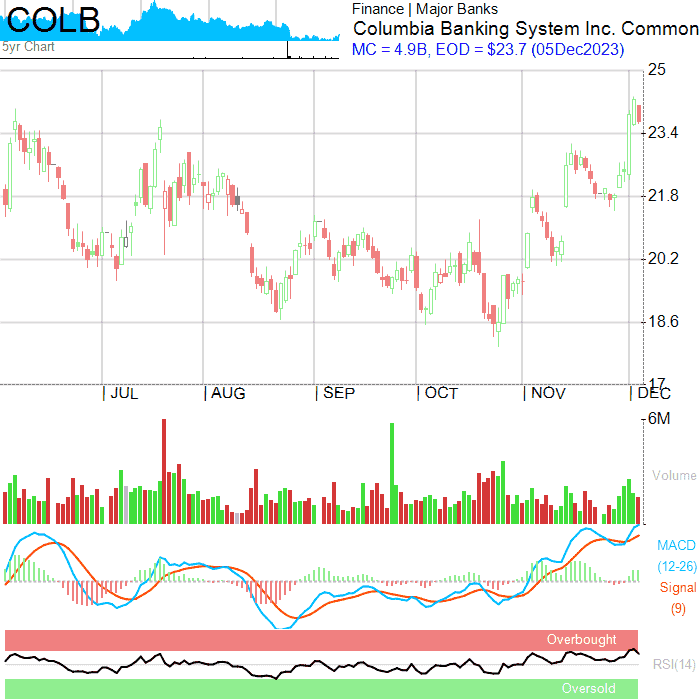 COLB
5yr Chart
Finance | Major Banks
Columbia Banking System Inc. Common
MC = 4.9B, EOD = $23.7 (05Dec2023)
25
23.4
21.8
20.2
18.6
17
| JUL | AUG | SEP | OCT | NOV | DEC
6M
Volume
MACD
(12-26)
Signal
(9)
Overbought
RSI(14)
Oversold